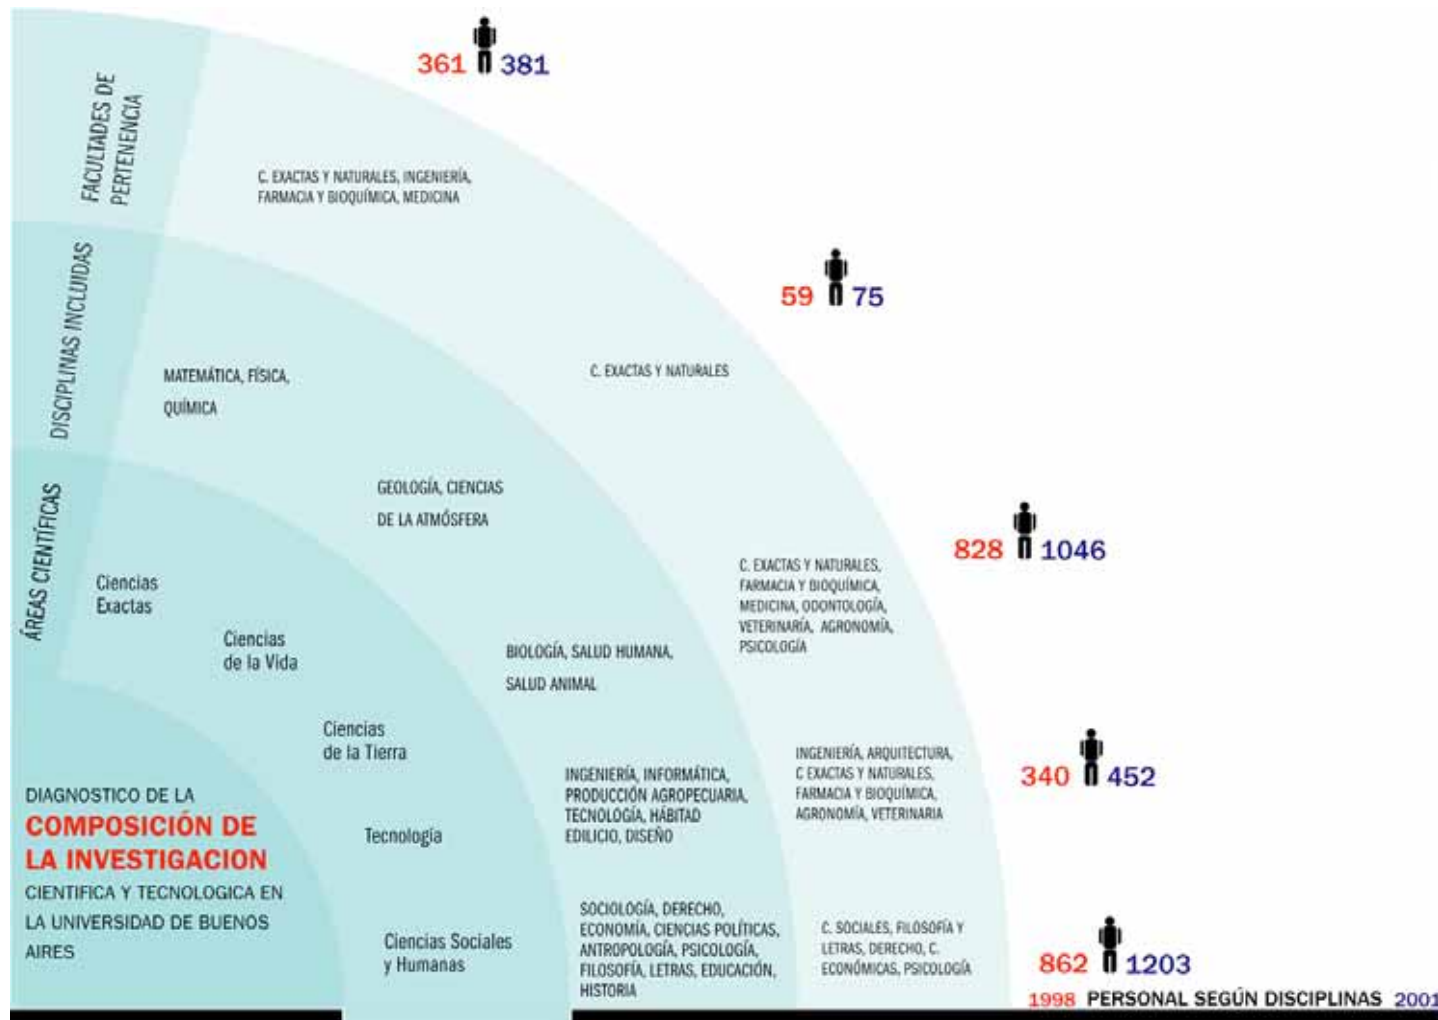 361 381
FACULTADES DE
PERTENENCIA
C. EXACTAS Y NATURALES, INGENIERÍA,
FARMACIA Y BIOQUÍMICA, MEDICINA
59 75
DISCIPLINAS INCLUIDAS
MATEMÁTICA, FÍSICA,
QUÍMICA
C. EXACTAS Y NATURALES
GEOLOGÍA, CIENCIAS
DE LA ATMÓSFERA
828 1046
ÁREAS CIENTÍFICAS
Ciencias
Exactas
C. EXACTAS Y NATURALES,
FARMACIA Y BIOQUÍMICA,
MEDICINA, ODONTOLOGÍA,
VETERINARÍA, AGRONOMÍA,
PSICOLOGÍA
Ciencias
de la Vida
BIOLOGÍA, SALUD HUMANA,
SALUD ANIMAL
Ciencias
de la Tierra
INGENIERÍA, INFORMÁTICA,
PRODUCCIÓN AGROPECUARIA,
TECNOLOGÍA, HÁBITAD
EDILICIO, DISEÑO
INGENIERÍA, ARQUITECTURA,
C EXACTAS Y NATURALES,
FARMACIA Y BIOQUÍMICA,
AGRONOMÍA, VETERINARIA
340 452
Tecnología
DIAGNOSTICO DE LA
COMPOSICIÓN DE
LA INVESTIGACION
CIENTIFICA Y TECNOLOGICA EN
LA UNIVERSIDAD DE BUENOS
AIRES
Ciencias Sociales
y Humanas
SOCIOLOGÍA, DERECHO,
ECONOMÍA, CIENCIAS POLÍTICAS,
ANTROPOLOGÍA, PSICOLOGÍA,
FILOSOFÍA, LETRAS, EDUCACIÓN,
HISTORIA
C. SOCIALES, FILOSOFÍA Y
LETRAS, DERECHO, C.
ECONÓMICAS, PSICOLOGÍA
862 1203
1998 PERSONAL SEGÚN DISCIPLINAS 2001